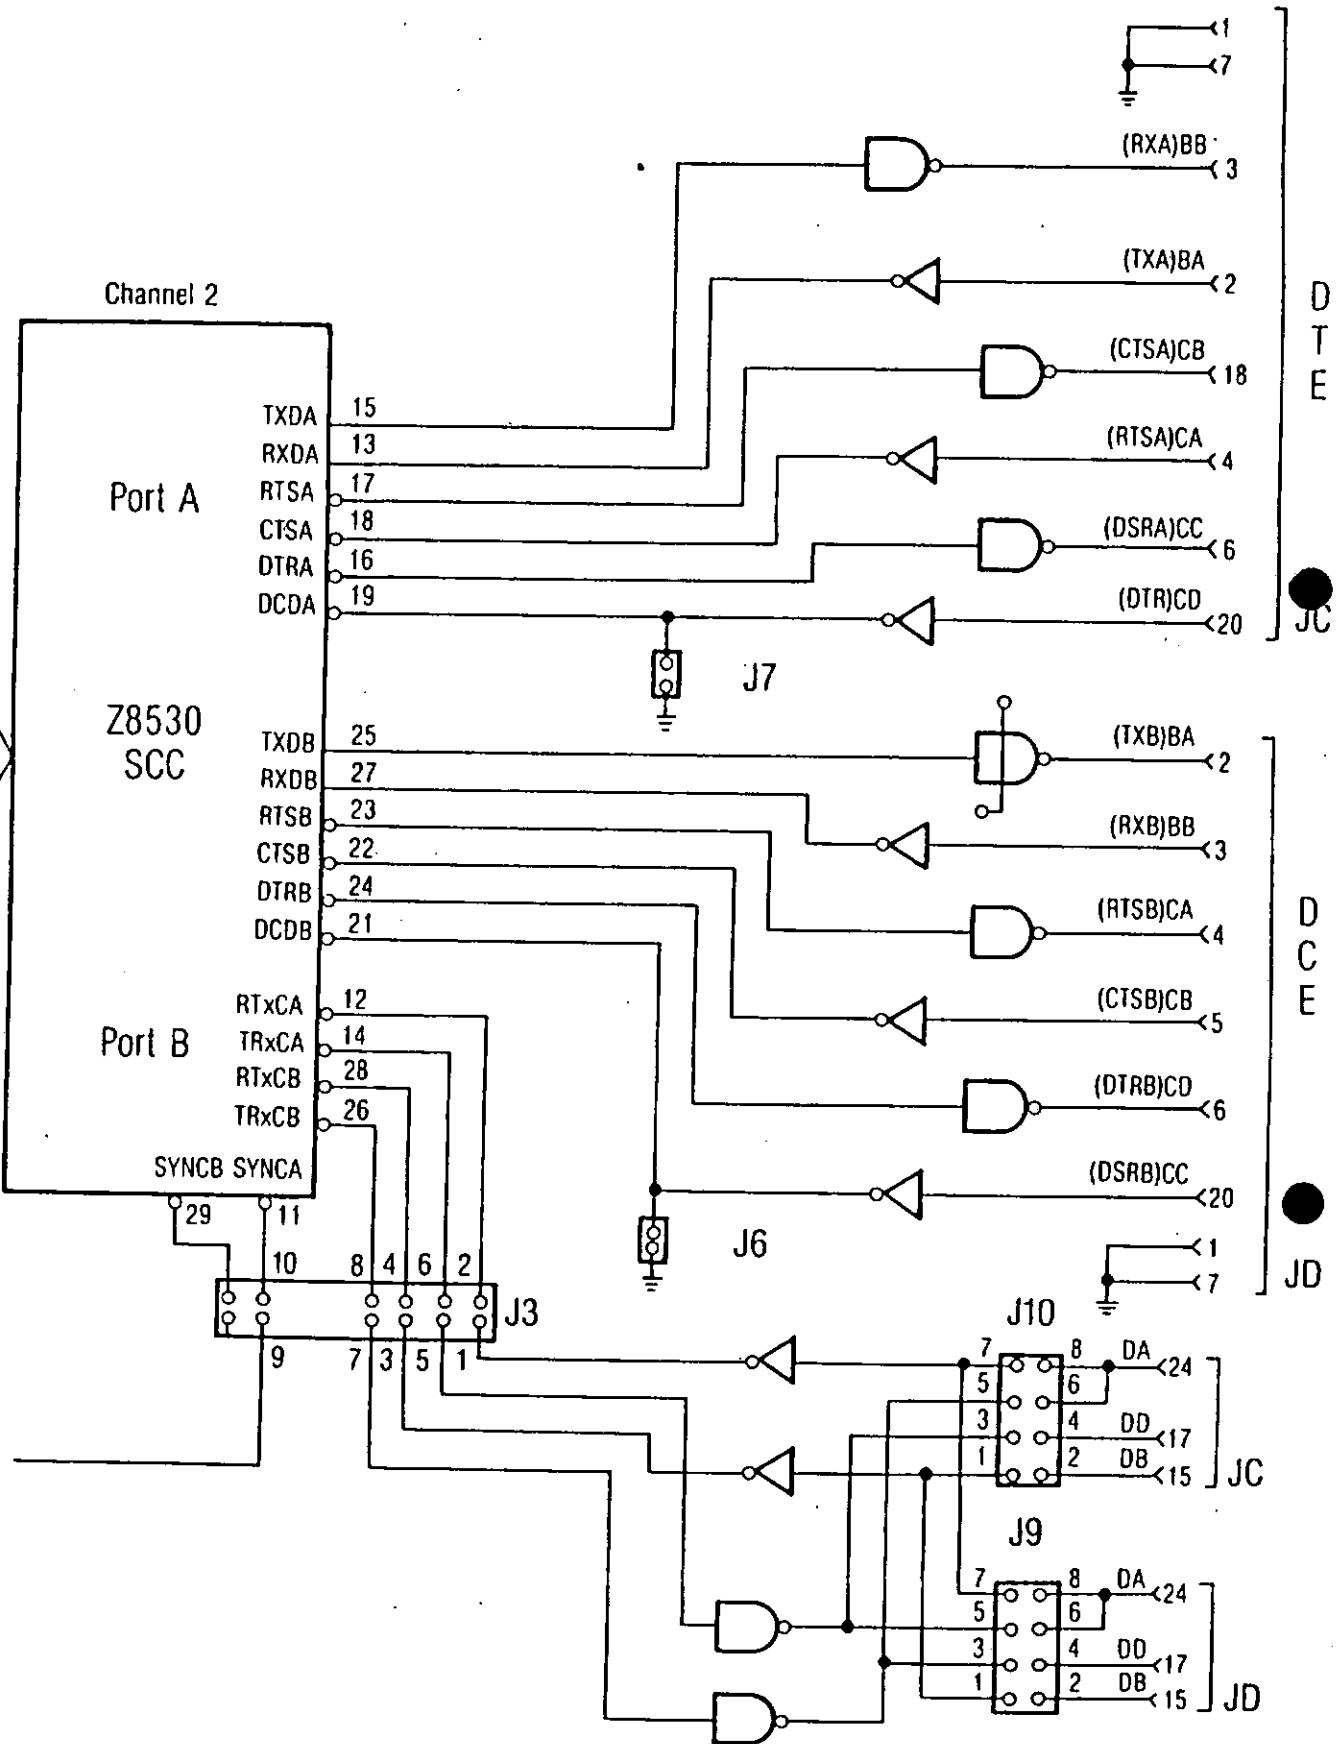 1
7
(RXA)BB
3
(TXA)BA
2
Channel 2
(CTSA)CB
18
D
T
E
TXDA 15
RXDA 13
(RTSA)CA
4
Port A
RTSA 17
CTSA 18
(DSRA)CC
6
DTRA 16
DCDA 19
(DTR)CD
20
JC
J7
Z8530
SCC
TXDB 25
(TXB)BA
2
RXDB 27
RTSB 23
(RXB)BB
3
CTSB 22
DTRB 24
(RTSB)CA
4
D
C
E
DCDB 21
RTxCA 12
(CTSB)CB
5
Port B
TRxCA 14
RTxCB 28
(DTRB)CD
6
TRxCB 26
SYNCB SYNCA
(DSRB)CC
20
29 11
J6
1
7
JD
10 8 4 6 2
J3
9 7 3 5 1
J10
7 8 DA 24
5 6
3 4 DD 17
1 2 DB 15
JC
J9
7 8 DA 24
5 6
3 4 DD 17
1 2 DB 15
JD